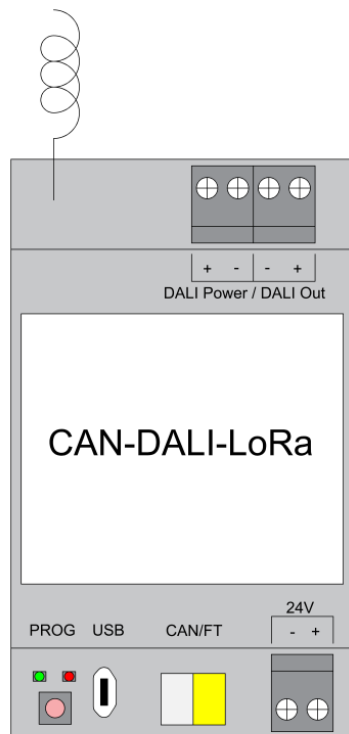 + - - +
DALI Power / DALI Out
CAN-DALI-LoRa
24V
PROG USB CAN/FT - +